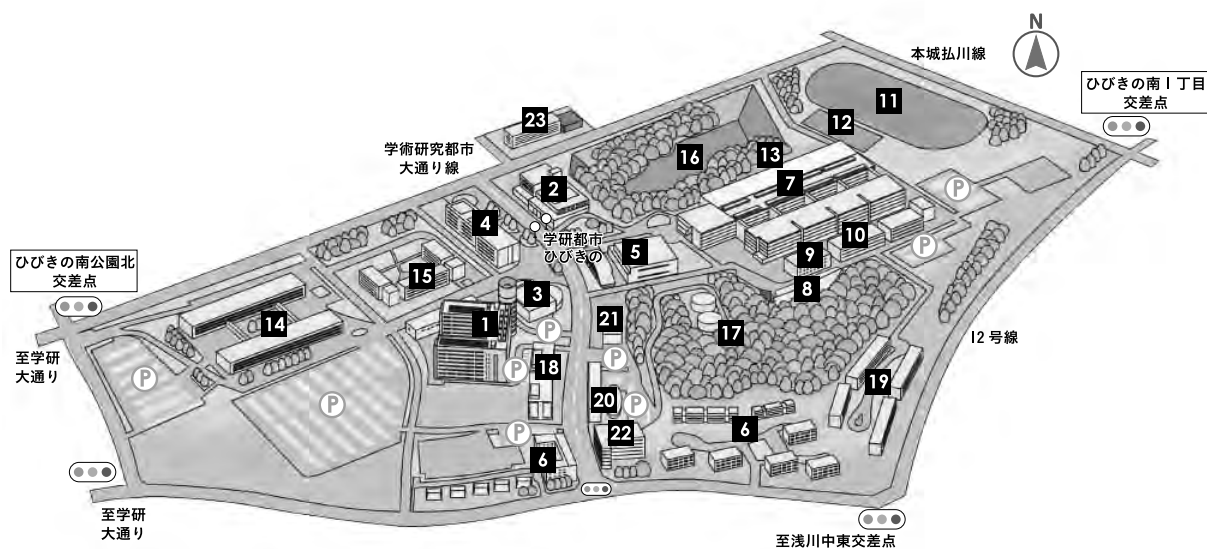 N
本城払川線
ひびきの南1丁目
交差点
11
12
23
学術研究都市
大通り線
16
13
7
2
P
4
学研都市
ひびきの
5
10
P
9
8
ひびきの南公園北
交差点
15
3
14
1
P
21
17
12号線
至学研
大通り
P
P
18
P
19
P
20
P
22
6
P
6
至学研
大通り
至浅川中東交差点